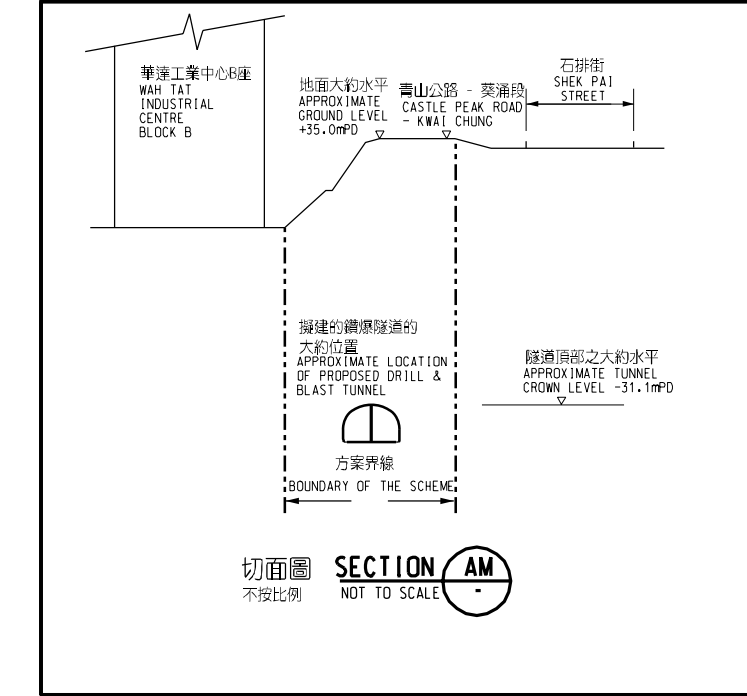 華達工業中心B座
WAH TAT
INDUSTRIAL
CENTRE
BLOCK B
地面大約水平
APPROXIMATE
GROUND LEVEL
+35.0mPD
青山公路 - 葵涌段
CASTLE PEAK ROAD
- KWAI CHUNG
石排街
SHEK PAI
STREET
擬建的鑽爆隧道的
大約位置
APPROXIMATE LOCATION
OF PROPOSED DRILL &
BLAST TUNNEL
隧道頂部之大約水平
APPROXIMATE TUNNEL
CROWN LEVEL -31.1mPD
方案界線
BOUNDARY OF THE SCHEME
切面圖 SECTION AM
不按比例 NOT TO SCALE -